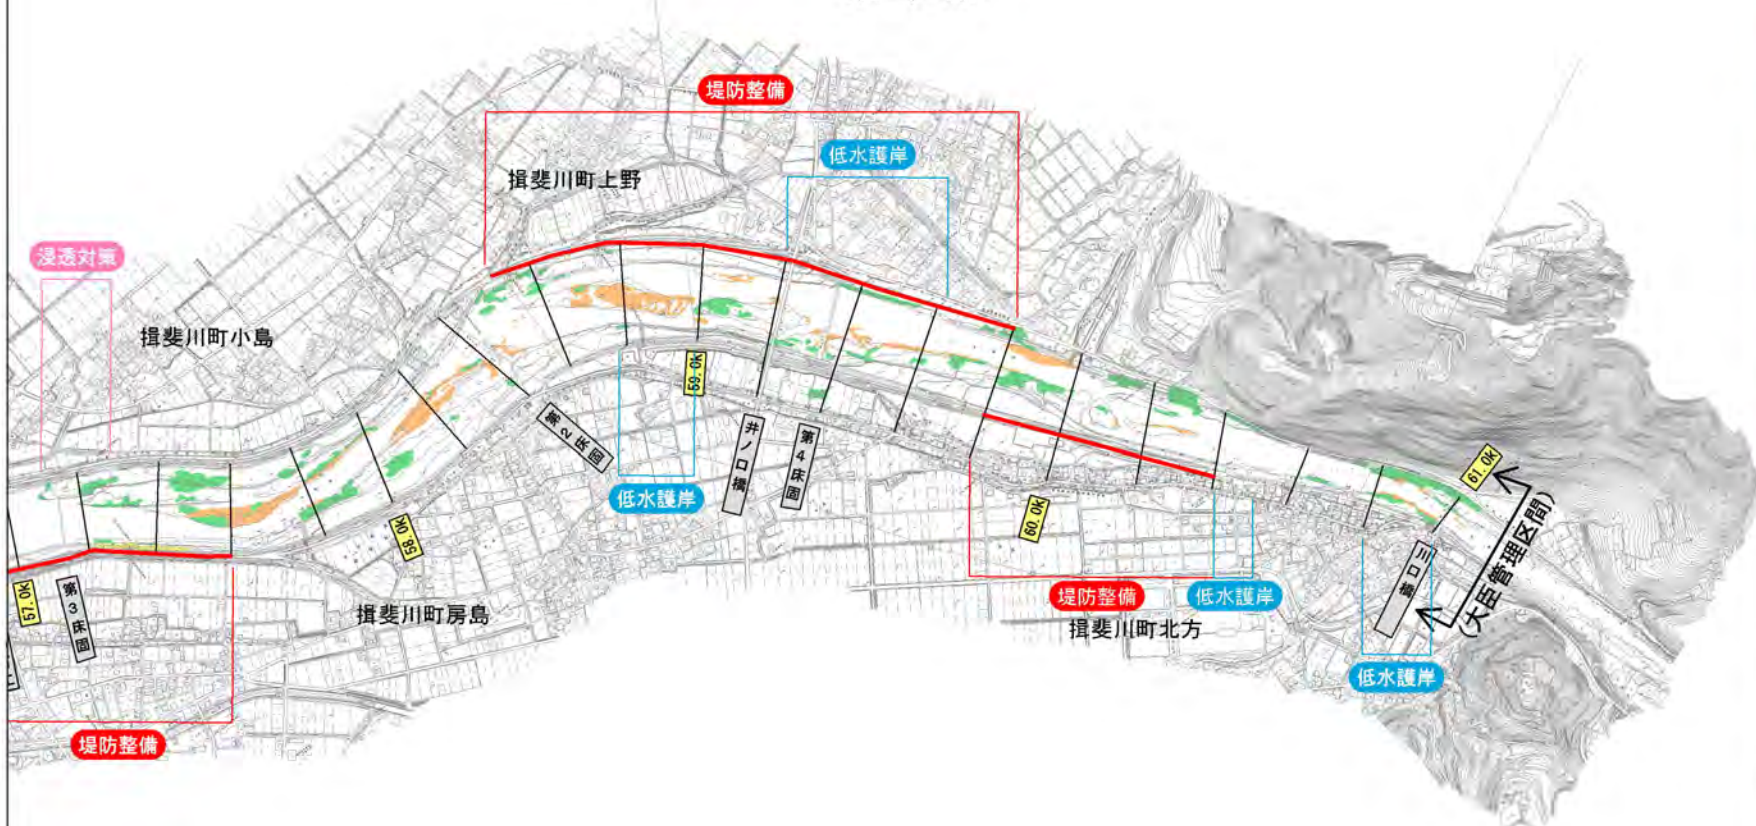 堤防整備
低水護岸
揖斐川町上野
浸透対策
揖斐川町小島
59.0K
第2床固
井ノ口橋
第4床固
低水護岸
58.0K
60.0K
61.0K
(大臣管理区間)
川口橋
57.0K
第3床固
揖斐川町房島
堤防整備
低水護岸
揖斐川町北方
低水護岸
堤防整備